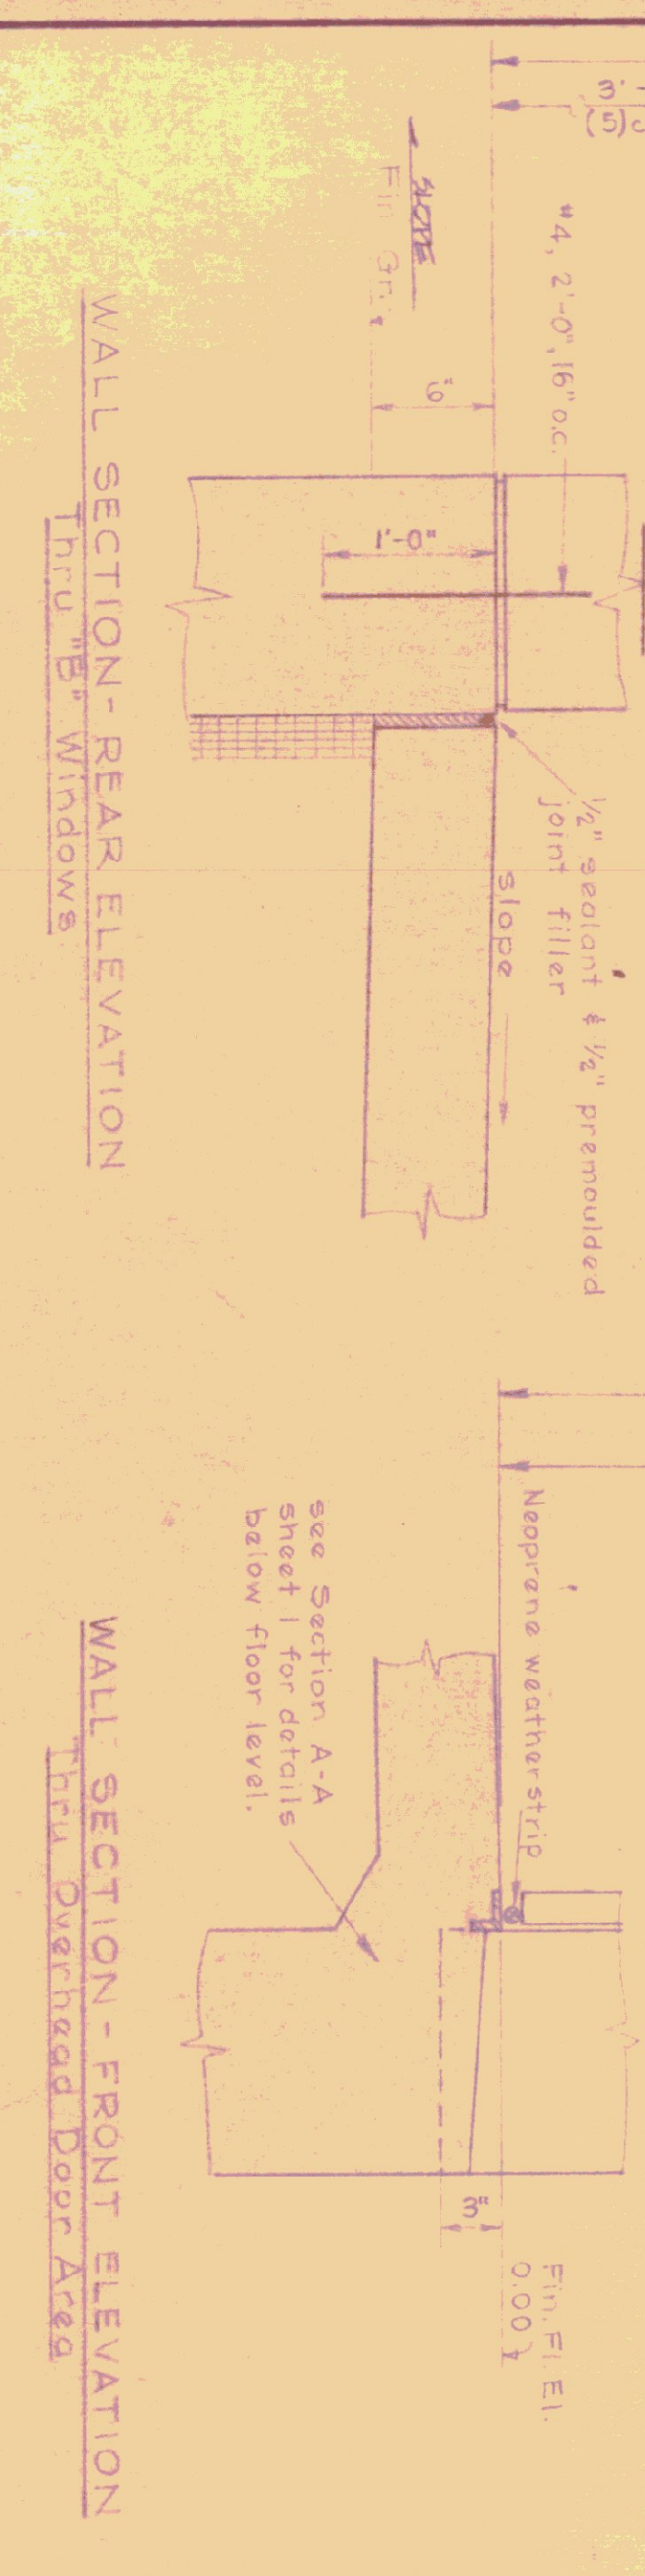 3'-
(5)c
#4, 2'-0", 16" o.c.
SLOPE
Fin. Gr.
6"
1'-0"
½" sealant & ½" premoulded
joint filler
slope
WALL SECTION - REAR ELEVATION
Thru "B" Windows
Neoprene weatherstrip
see Section A-A
sheet 1 for details
below floor level.
3"
Fin. Fl. El.
0.00
WALL SECTION - FRONT ELEVATION
Thru Overhead Door Area